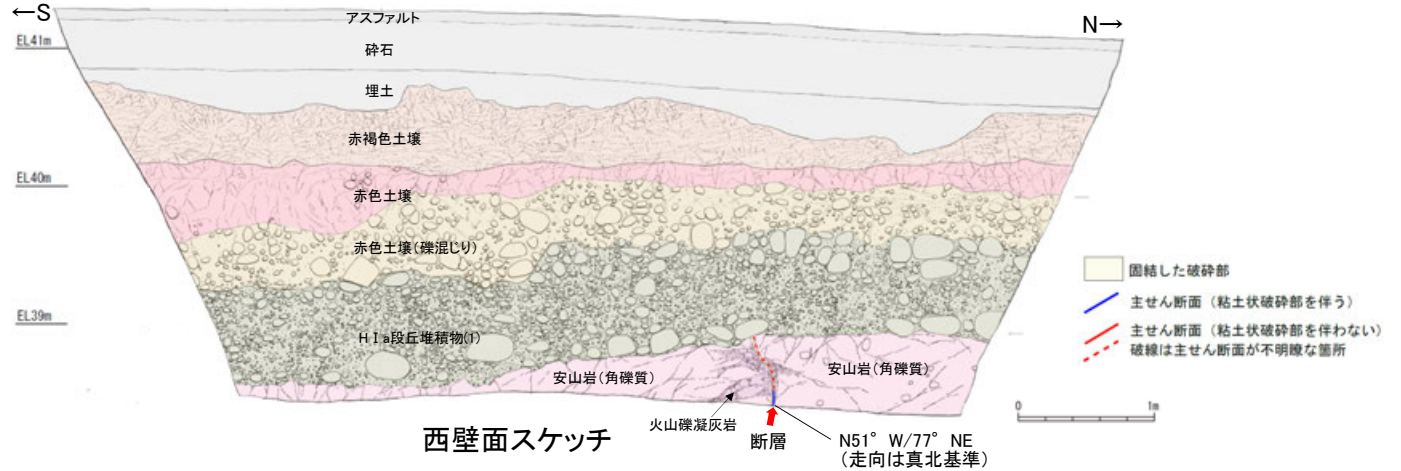 ←S
N→
アスファルト
EL41m
砕石
埋土
赤褐色土壌
EL40m
赤色土壌
赤色土壌(礫混じり)
EL39m
HⅠa段丘堆積物(1)
安山岩(角礫質)
安山岩(角礫質)
火山礫凝灰岩
断層
N51°W/77°NE
(走向は真北基準)
西壁面スケッチ
固結した破砕部
主せん断面(粘土状破砕部を伴う)
主せん断面(粘土状破砕部を伴わない)
破線は主せん断面が不明瞭な箇所
0 1m